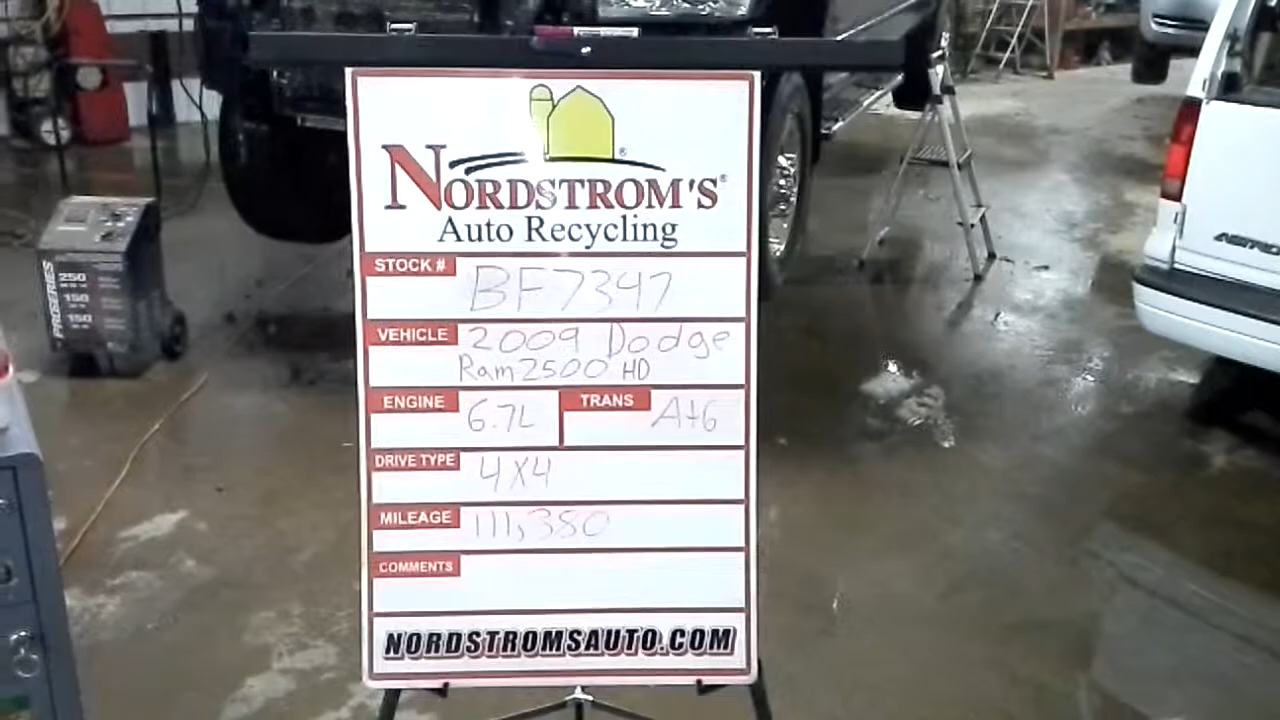 NORDSTROM'S®
Auto Recycling
STOCK # BF7347
VEHICLE 2009 Dodge
Ram 2500 HD
ENGINE 6.7L TRANS At6
DRIVE TYPE 4X4
MILEAGE 111,380
COMMENTS
NORDSTROMSAUTO.COM
PROSERIES
250
150
150
ASTRO